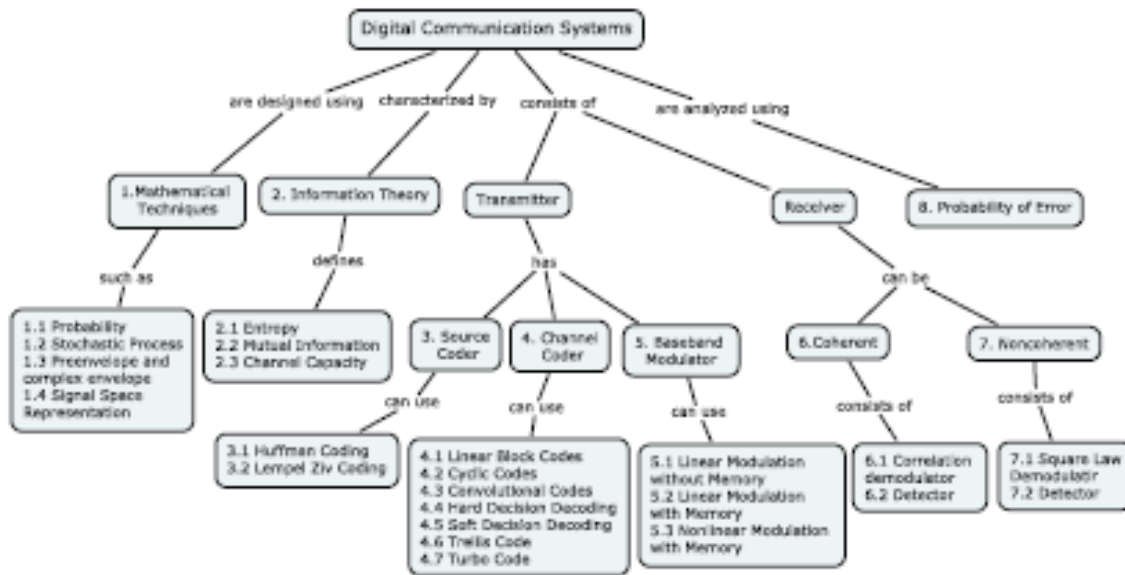 Digital Communication Systems
are designed using
characterized by
consists of
are analyzed using
1.Mathematical
Techniques
2. Information Theory
Transmitter
Receiver
8. Probability of Error
such as
defines
has
can be
1.1 Probability
1.2 Stochastic Process
1.3 Preenvelope and
complex envelope
1.4 Signal Space
Representation
2.1 Entropy
2.2 Mutual Information
2.3 Channel Capacity
3. Source
Coder
4. Channel
Coder
5. Baseband
Modulator
6.Coherent
7. Noncoherent
can use
can use
can use
consists of
consists of
3.1 Huffman Coding
3.2 Lempel Ziv Coding
4.1 Linear Block Codes
4.2 Cyclic Codes
4.3 Convolutional Codes
4.4 Hard Decision Decoding
4.5 Soft Decision Decoding
4.6 Trellis Code
4.7 Turbo Code
5.1 Linear Modulation
without Memory
5.2 Linear Modulation
with Memory
5.3 Nonlinear Modulation
with Memory
6.1 Correlation
demodulator
6.2 Detector
7.1 Square Law
Demodulatir
7.2 Detector